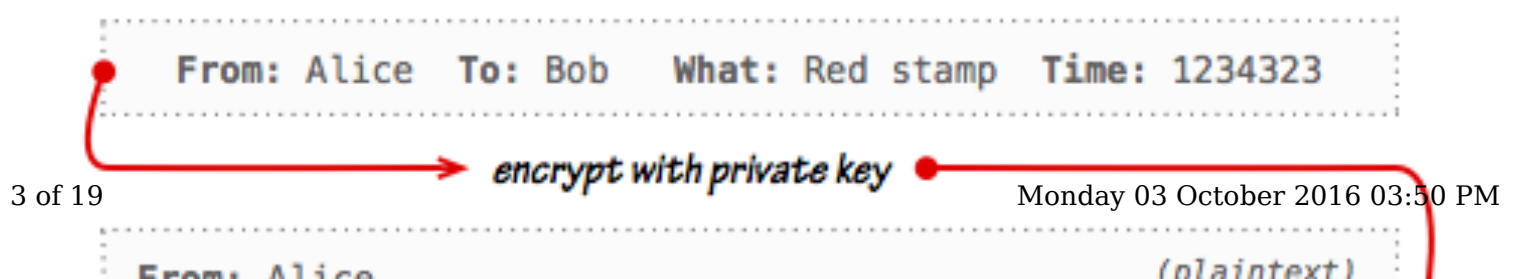 From: Alice To: Bob What: Red stamp Time: 1234323
encrypt with private key
3 of 19 Monday 03 October 2016 03:50 PM
From: Alice (plaintext)